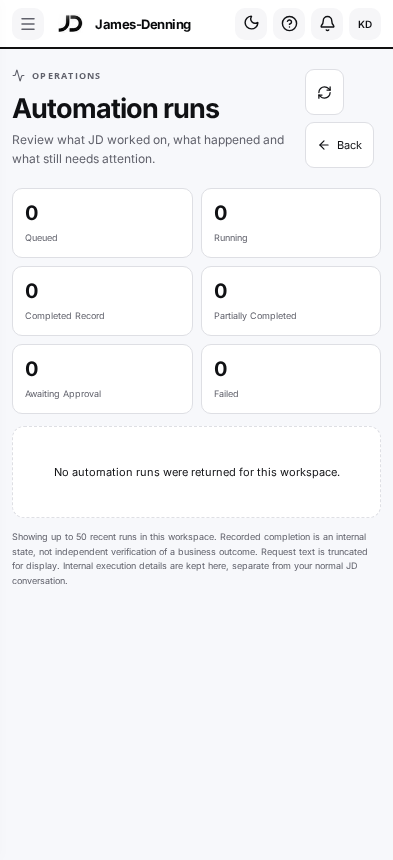 JD James-Denning KD
OPERATIONS
Automation runs
Review what JD worked on, what happened and
what still needs attention.
Back
0
Queued
0
Running
0
Completed Record
0
Partially Completed
0
Awaiting Approval
0
Failed
No automation runs were returned for this workspace.
Showing up to 50 recent runs in this workspace. Recorded completion is an internal
state, not independent verification of a business outcome. Request text is truncated
for display. Internal execution details are kept here, separate from your normal JD
conversation.